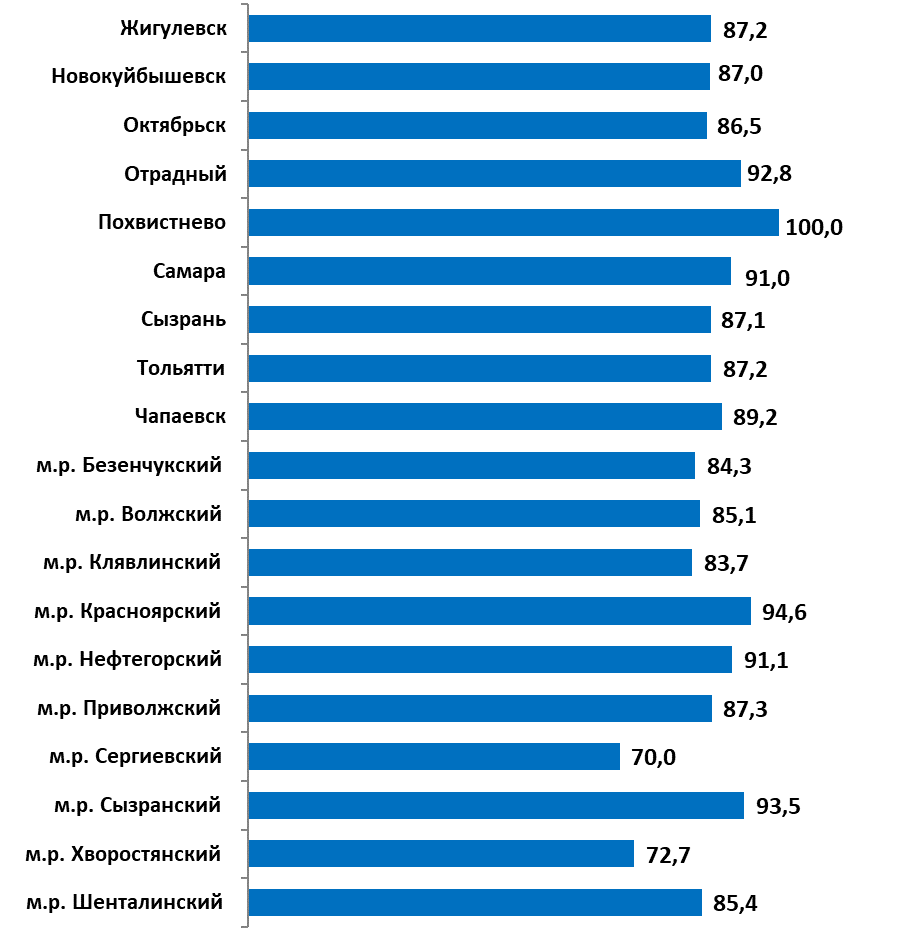 Жигулевск 87,2
Новокуйбышевск 87,0
Октябрьск 86,5
Отрадный 92,8
Похвистнево 100,0
Самара 91,0
Сызрань 87,1
Тольятти 87,2
Чапаевск 89,2
м.р. Безенчукский 84,3
м.р. Волжский 85,1
м.р. Клявлинский 83,7
м.р. Красноярский 94,6
м.р. Нефтегорский 91,1
м.р. Приволжский 87,3
м.р. Сергиевский 70,0
м.р. Сызранский 93,5
м.р. Хворостянский 72,7
м.р. Шенталинский 85,4